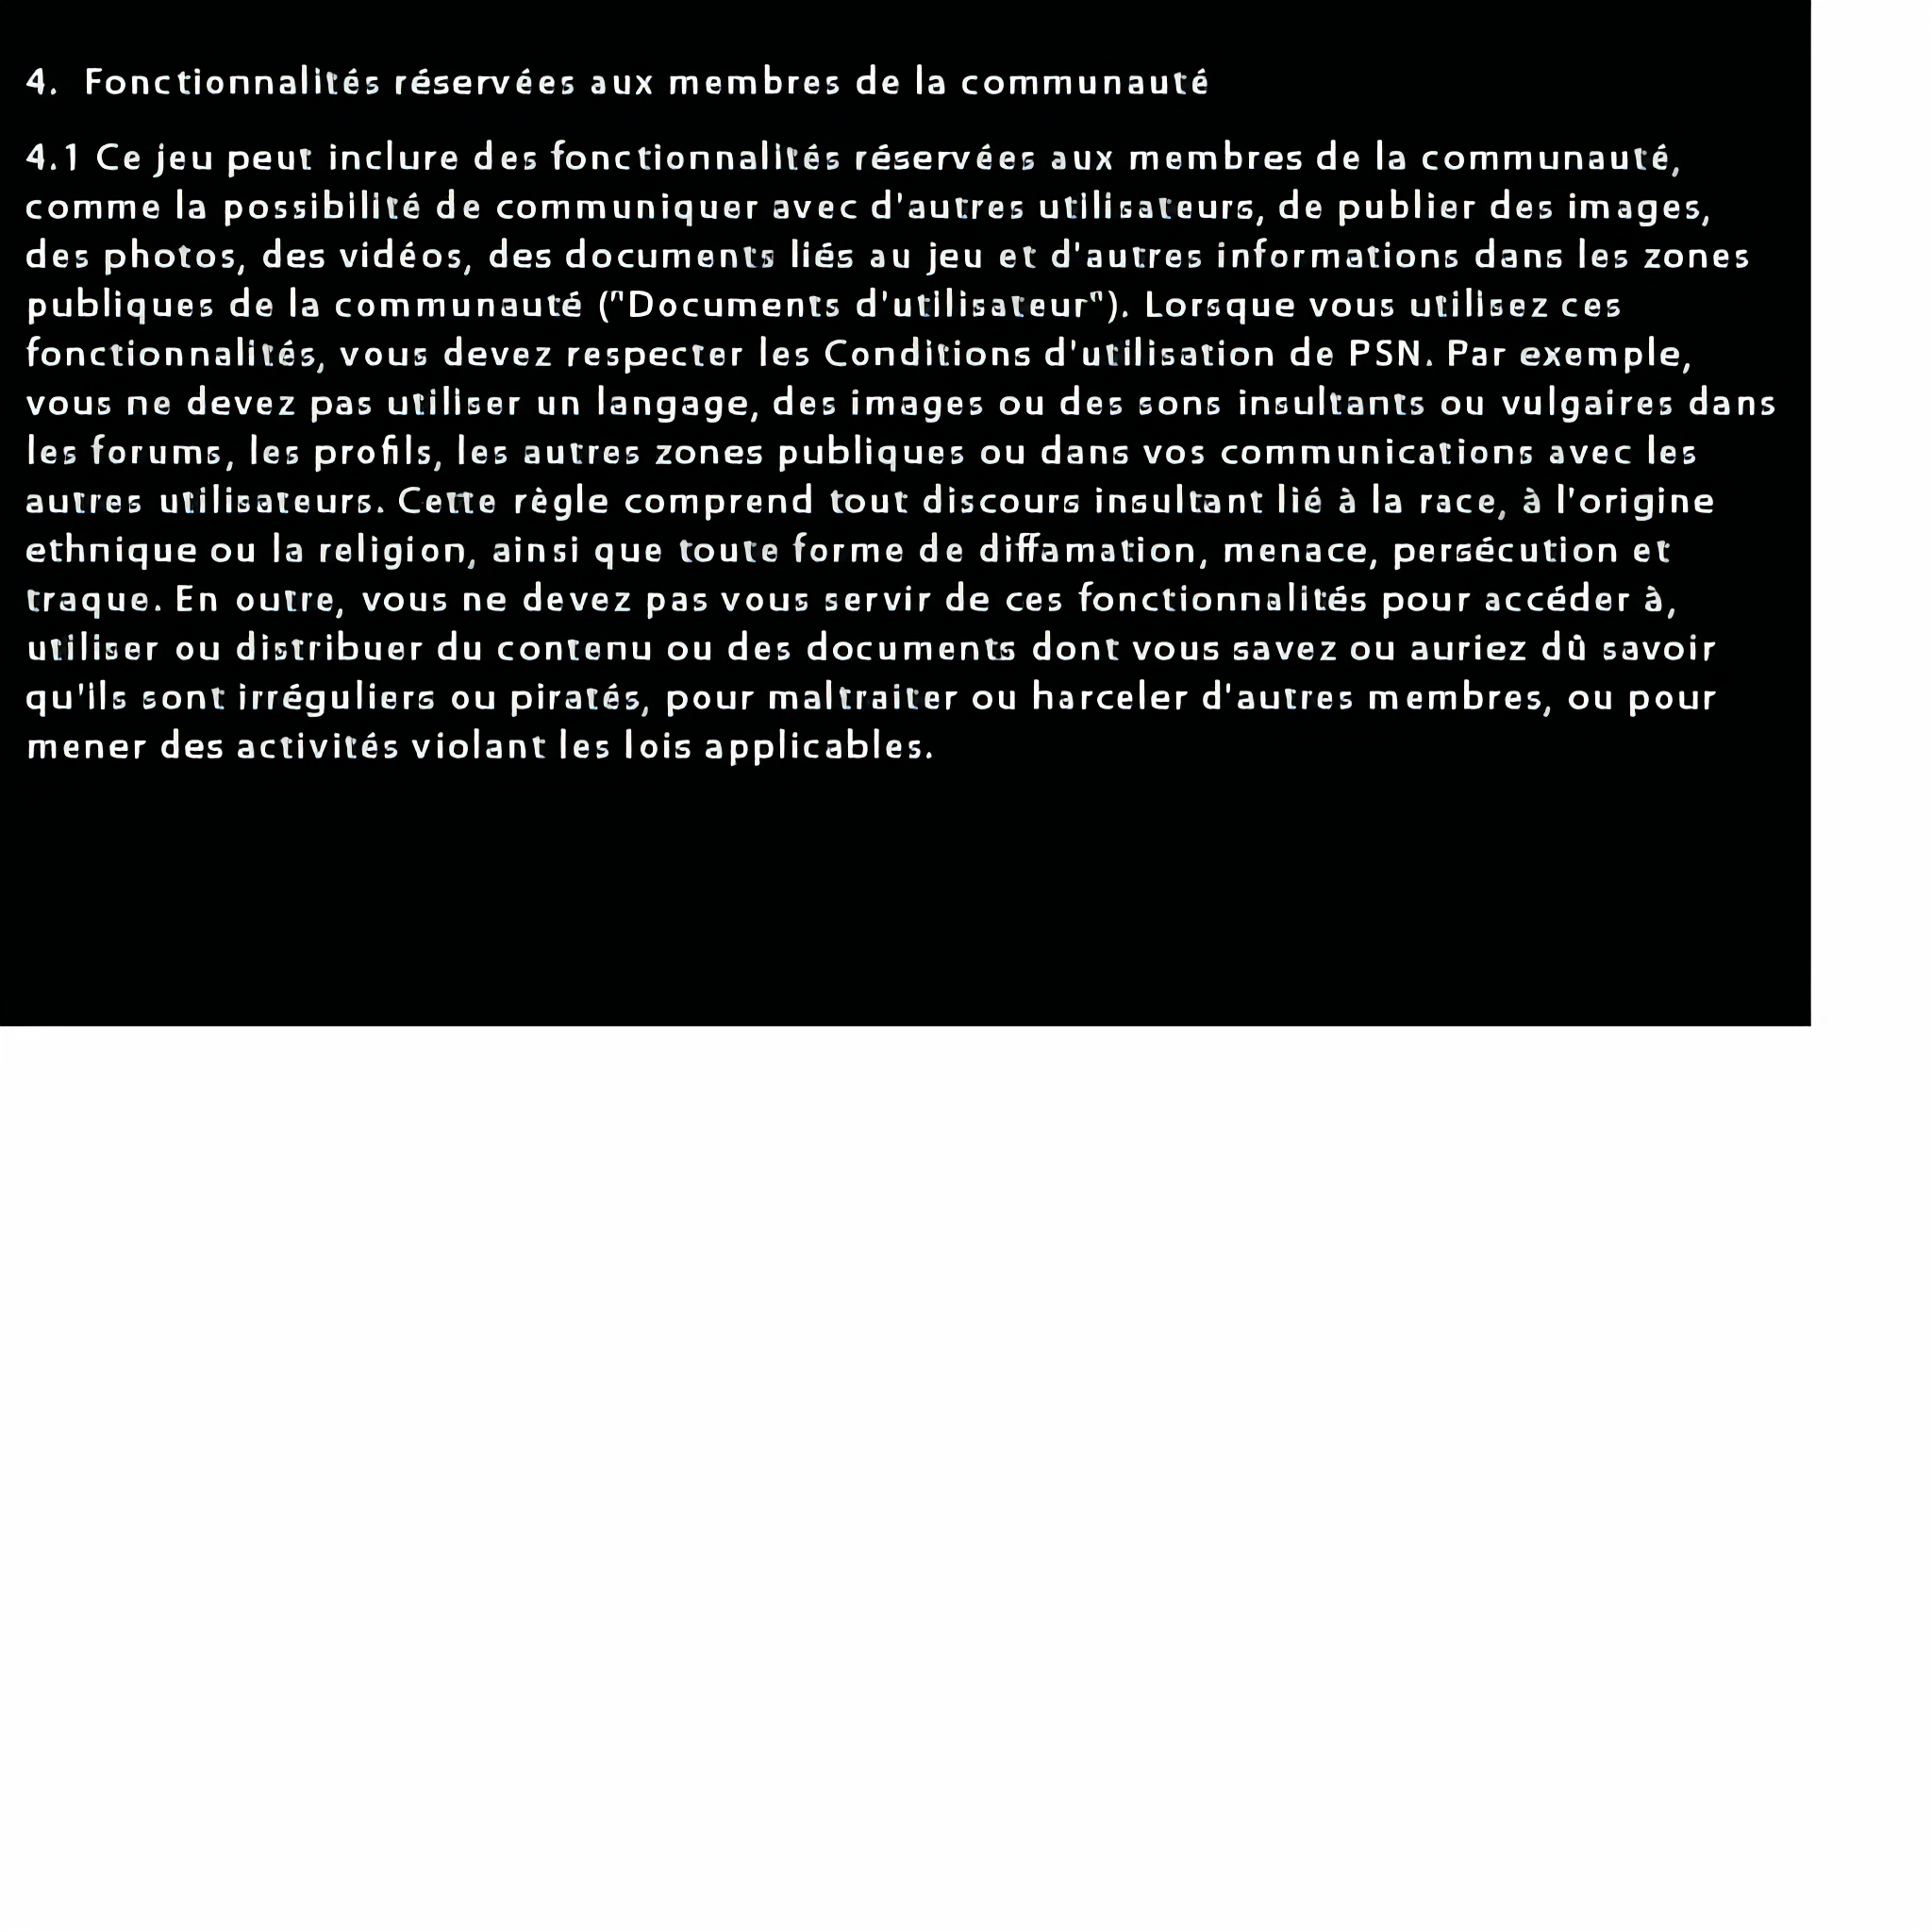 4. Fonctionnalités réservées aux membres de la communauté
4.1 Ce jeu peut inclure des fonctionnalités réservées aux membres de la communauté,
comme la possibilité de communiquer avec d'autres utilisateurs, de publier des images,
des photos, des vidéos, des documents liés au jeu et d'autres informations dans les zones
publiques de la communauté ("Documents d'utilisateur"). Lorsque vous utilisez ces
fonctionnalités, vous devez respecter les Conditions d'utilisation de PSN. Par exemple,
vous ne devez pas utiliser un langage, des images ou des sons insultants ou vulgaires dans
les forums, les profils, les autres zones publiques ou dans vos communications avec les
autres utilisateurs. Cette règle comprend tout discours insultant lié à la race, à l'origine
ethnique ou la religion, ainsi que toute forme de diffamation, menace, persécution et
traque. En outre, vous ne devez pas vous servir de ces fonctionnalités pour accéder à,
utiliser ou distribuer du contenu ou des documents dont vous savez ou auriez dû savoir
qu'ils sont irréguliers ou piratés, pour maltraiter ou harceler d'autres membres, ou pour
mener des activités violant les lois applicables.